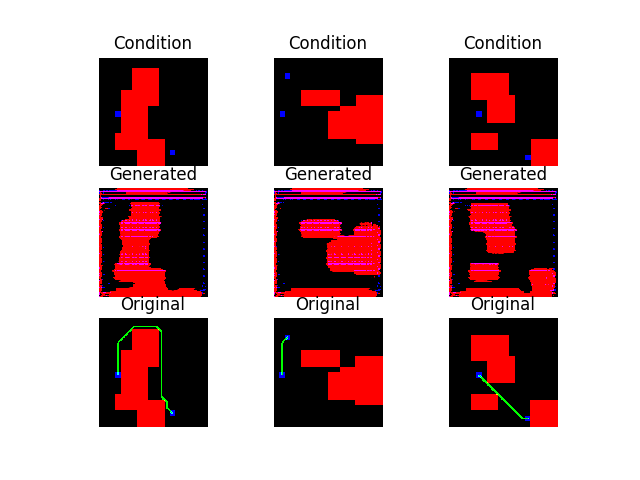 Condition Condition Condition
Generated Generated Generated
Original Original Original